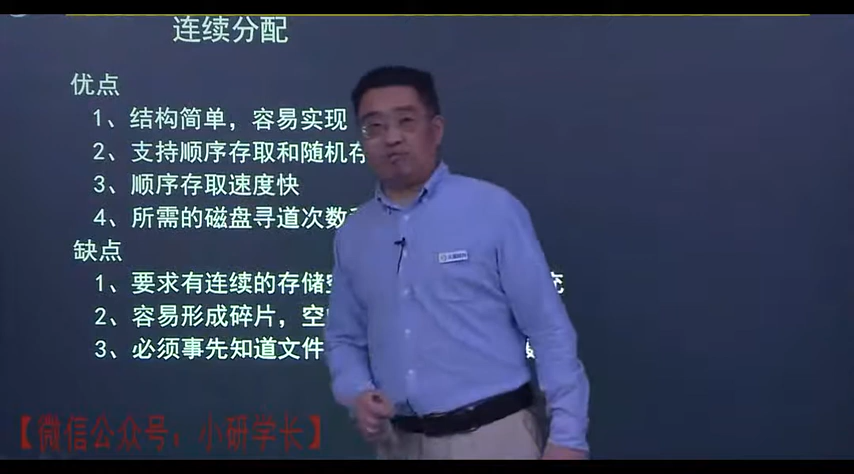 连续分配
优点
1、结构简单，容易实现
2、支持顺序存取和随机存
3、顺序存取速度快
4、所需的磁盘寻道次数
缺点
1、要求有连续的存储
2、容易形成碎片，空
3、必须事先知道文件
【微信公众号：小研学长】